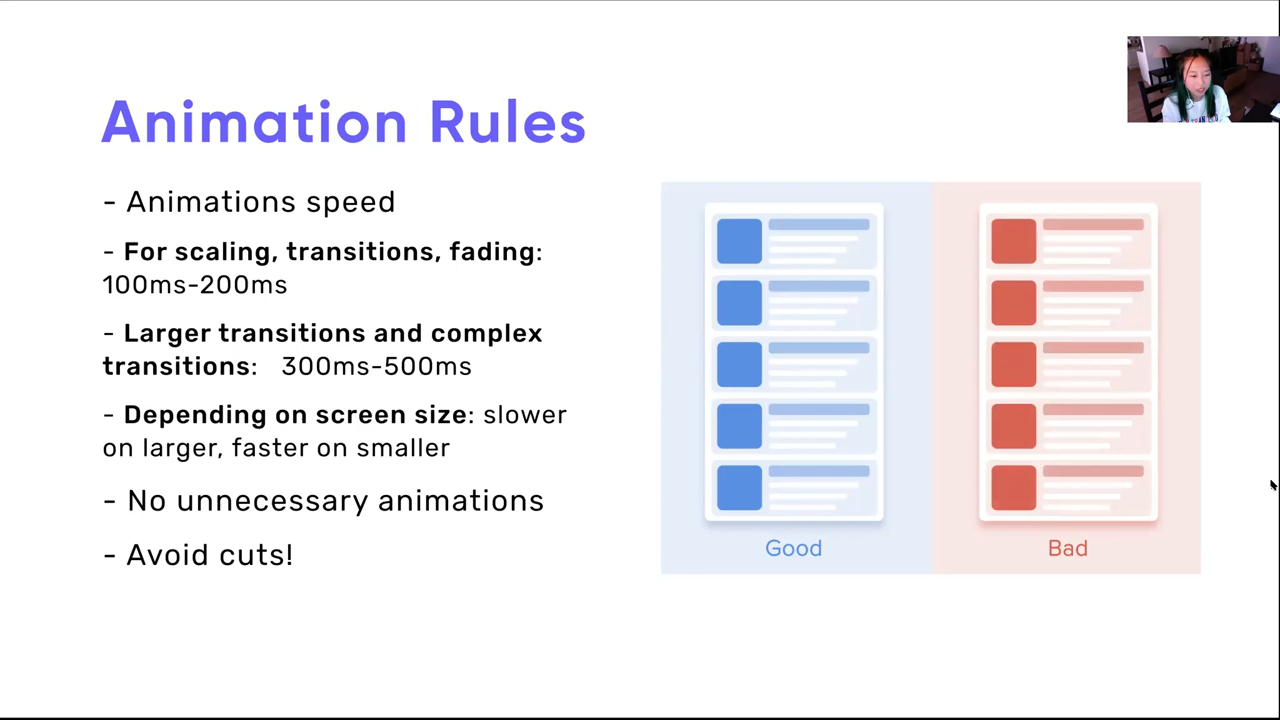 Animation Rules
- Animations speed
- For scaling, transitions, fading:
100ms-200ms
- Larger transitions and complex
transitions: 300ms-500ms
- Depending on screen size: slower
on larger, faster on smaller
- No unnecessary animations
- Avoid cuts!
Good
Bad